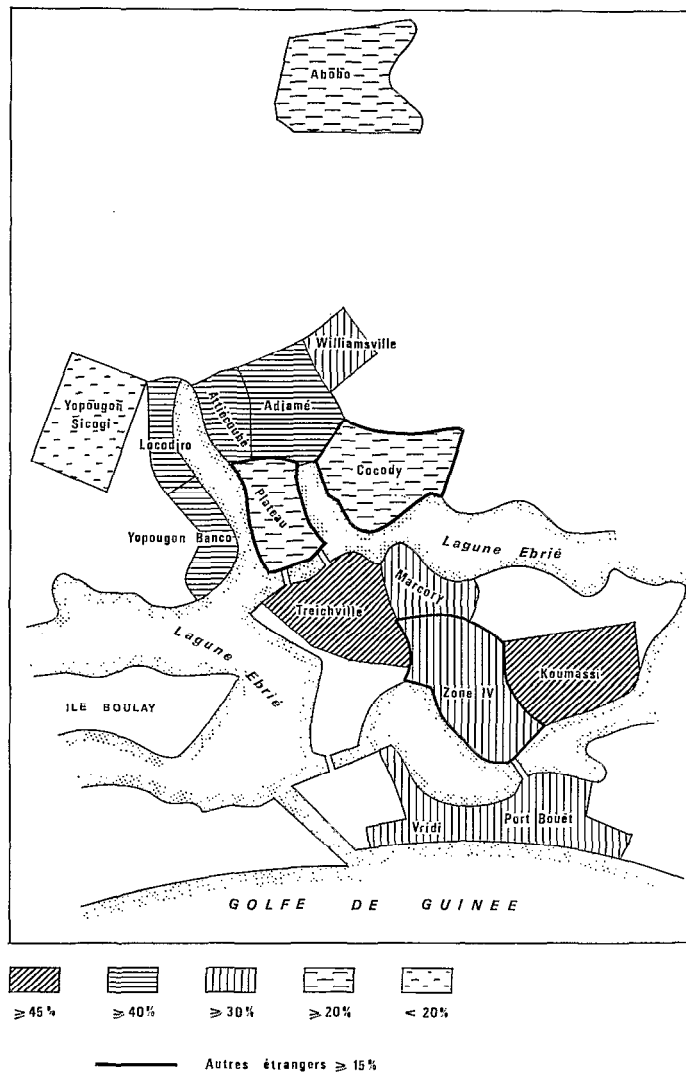 Abobo
Williamsville
Yopougon
Sicogi
Attiécoubé
Adjamé
Locodjro
Cocody
Plateau
Yopougon Banco
Lagune Ebrié
Marcory
Treichville
Lagune Ebrié
Koumassi
Zone IV
ILE BOULAY
Vridi
Port Bouët
GOLFE DE GUINEE
≥ 45% ≥ 40% ≥ 30% ≥ 20% < 20%
Autres étrangers ≥ 15%